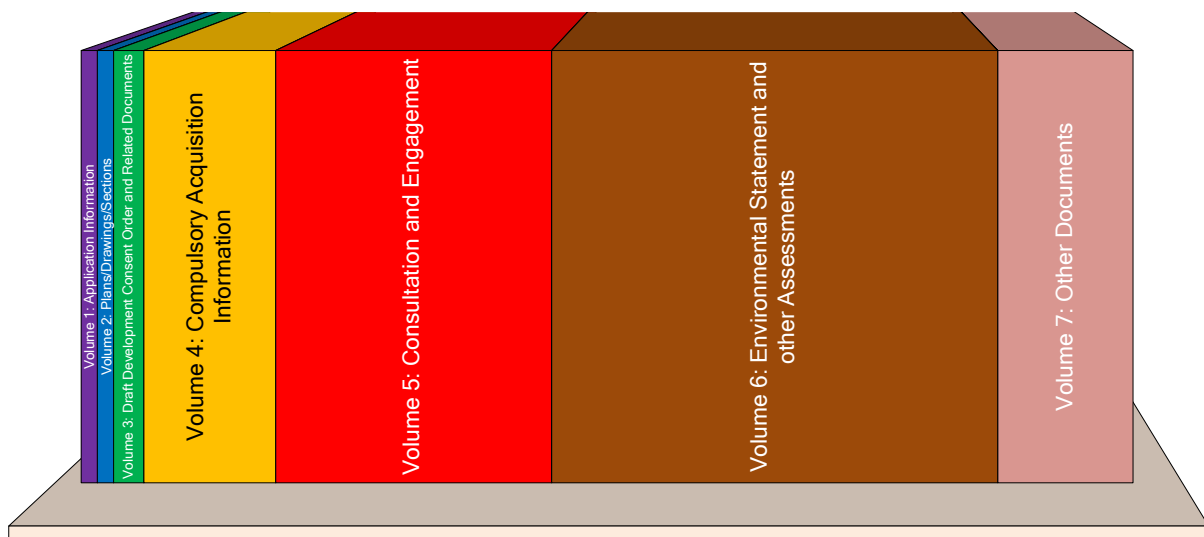 Volume 1: Application Information
Volume 2: Plans/Drawings/Sections
Volume 3: Draft Development Consent Order and Related Documents
Volume 4: Compulsory Acquisition
Information
Volume 5: Consultation and Engagement
Volume 6: Environmental Statement and
other Assessments
Volume 7: Other Documents